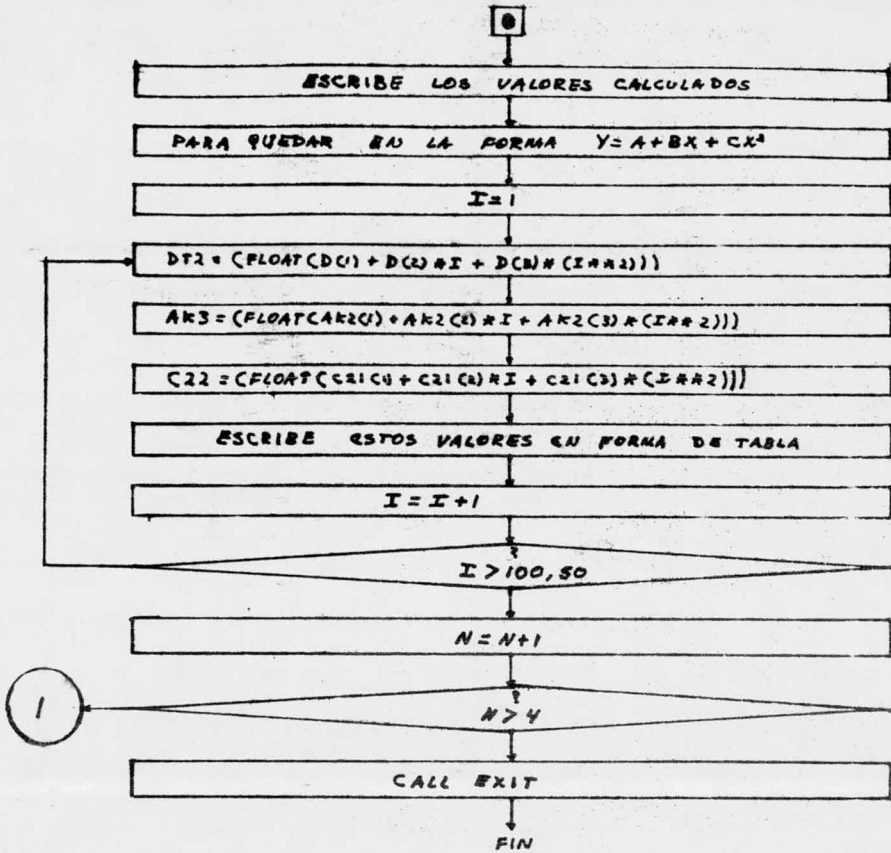 ESCRIBE LOS VALORES CALCULADOS
PARA QUEDAR EN LA FORMA Y=A+BX+CX²
I=1
DT2=(FLOAT(D(1)+D(2)*I+D(3)*(I**2)))
AK3=(FLOAT(AK2(1)+AK2(2)*I+AK2(3)*(I**2)))
C22=(FLOAT(C21(1)+C21(2)*I+C21(3)*(I**2)))
ESCRIBE ESTOS VALORES EN FORMA DE TABLA
I=I+1
?
I>100,50
N=N+1
?
N>4
1
CALL EXIT
FIN